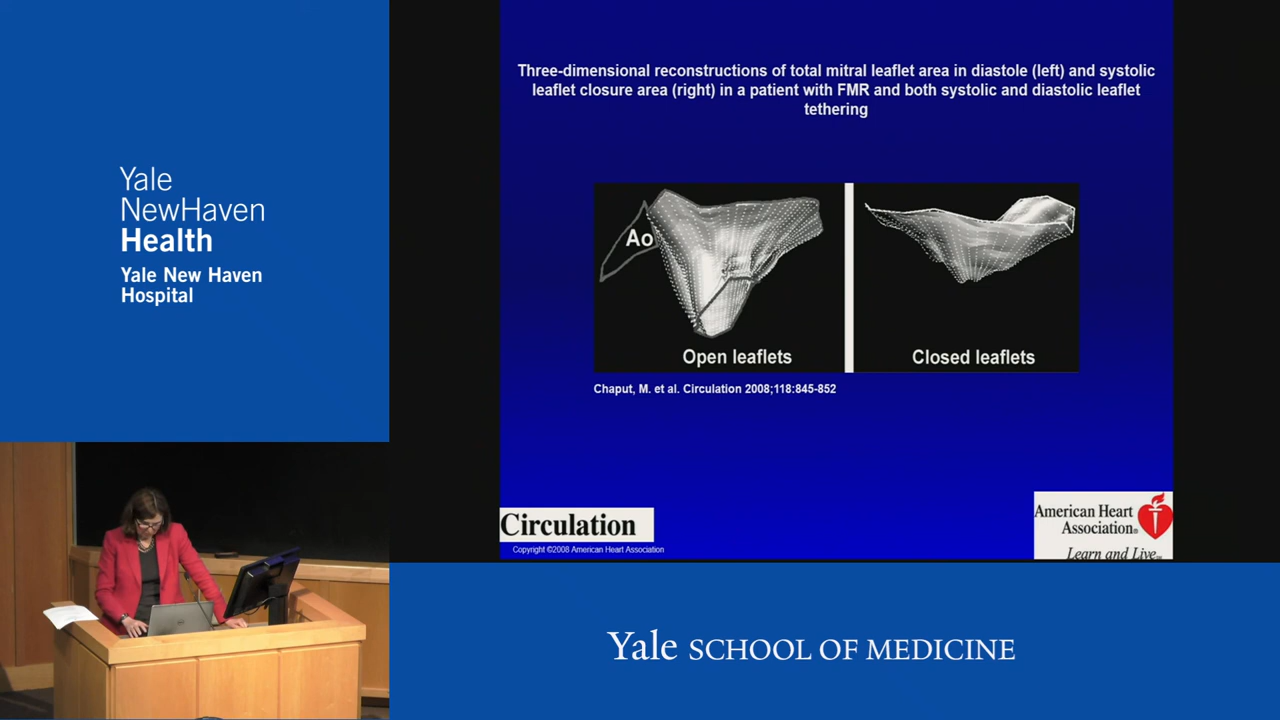 Yale
NewHaven
Health
Yale New Haven
Hospital
Three-dimensional reconstructions of total mitral leaflet area in diastole (left) and systolic
leaflet closure area (right) in a patient with FMR and both systolic and diastolic leaflet
tethering
Ao
Open leaflets
Closed leaflets
Chaput, M. et al. Circulation 2008;118:845-852
Circulation
Copyright ©2008 American Heart Association
American Heart
Association®
Learn and Live
Yale SCHOOL OF MEDICINE